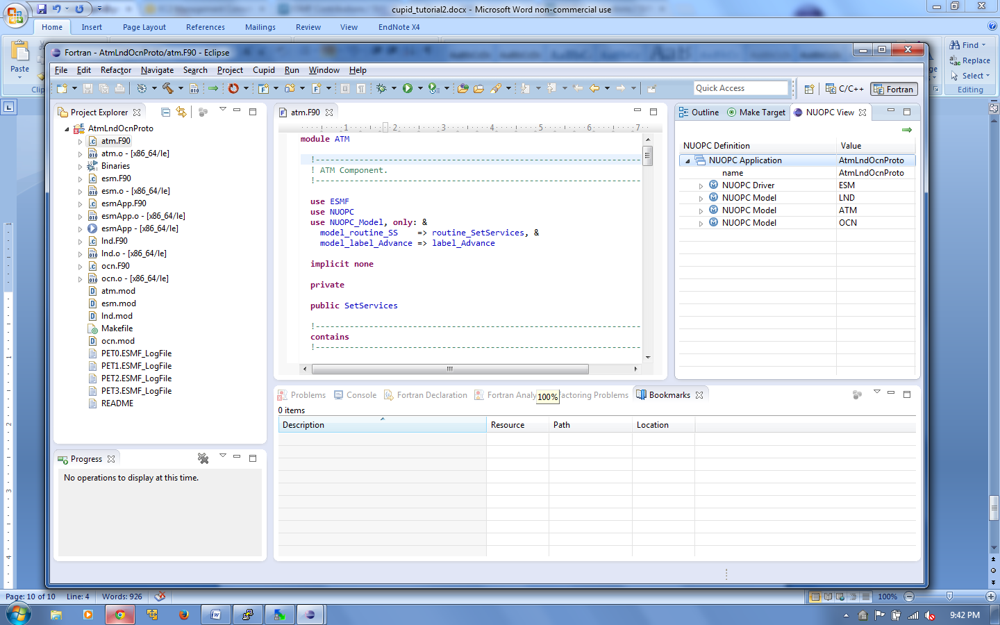 cupid_tutorial2.docx - Microsoft Word non-commercial use
Home Insert Page Layout References Mailings Review View EndNote X4
Paste
Find
Replace
Select
Editing
Fortran - AtmLndOcnProto/atm.F90 - Eclipse
File Edit Refactor Navigate Search Project Cupid Run Window Help
Quick Access
C/C++
Fortran
Project Explorer
AtmLndOcnProto
atm.F90
atm.o - [x86_64/le]
Binaries
esm.F90
esm.o - [x86_64/le]
esmApp.F90
esmApp.o - [x86_64/le]
esmApp - [x86_64/le]
lnd.F90
lnd.o - [x86_64/le]
ocn.F90
ocn.o - [x86_64/le]
atm.mod
esm.mod
lnd.mod
Makefile
ocn.mod
PET0.ESMF_LogFile
PET1.ESMF_LogFile
PET2.ESMF_LogFile
PET3.ESMF_LogFile
README
Progress
No operations to display at this time.
atm.F90
1 2 3 4 5 6 7
module ATM
!-------------------------------------------------------------------
! ATM Component.
!-------------------------------------------------------------------
use ESMF
use NUOPC
use NUOPC_Model, only: &
model_routine_SS    => routine_SetServices, &
model_label_Advance => label_Advance
implicit none
private
public SetServices
!-------------------------------------------------------------------
contains
!-------------------------------------------------------------------
Outline Make Target NUOPC View
NUOPC Definition Value
NUOPC Application AtmLndOcnProto
name AtmLndOcnProto
NUOPC Driver ESM
NUOPC Model LND
NUOPC Model ATM
NUOPC Model OCN
Problems Console Fortran Declaration Fortran Analy 100% factoring Problems Bookmarks
0 items
Description Resource Path Location
Page: 10 of 10 Line: 4 Words: 926
100%
9:42 PM